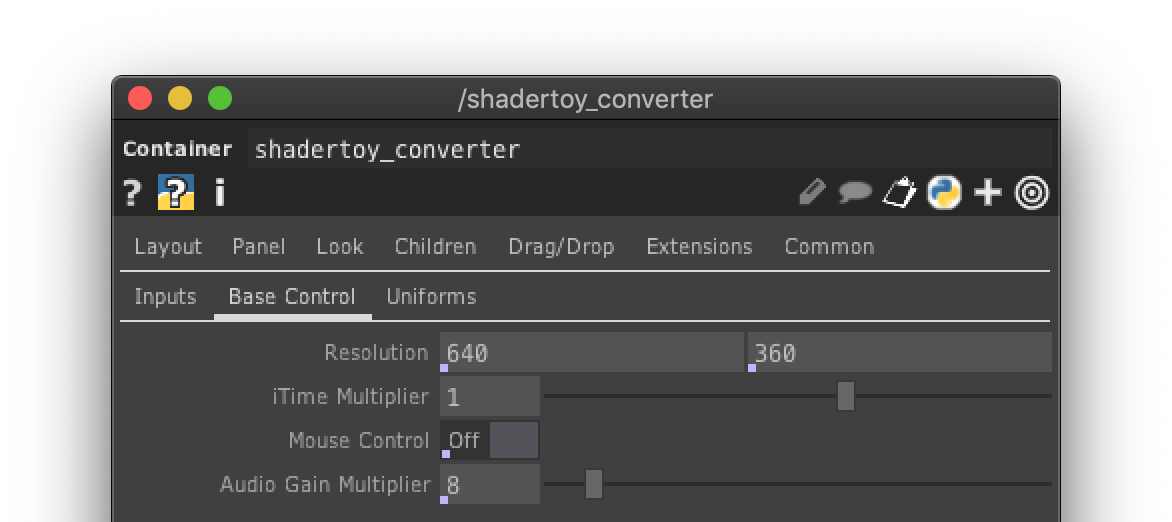 /shadertoy_converter
Container shadertoy_converter
? ? i
Layout Panel Look Children Drag/Drop Extensions Common
Inputs Base Control Uniforms
Resolution 640 360
iTime Multiplier 1
Mouse Control Off
Audio Gain Multiplier 8